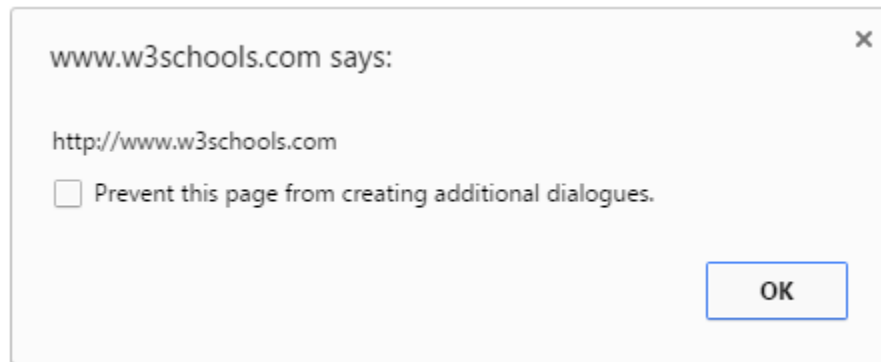 www.w3schools.com says:
http://www.w3schools.com
Prevent this page from creating additional dialogues.
OK